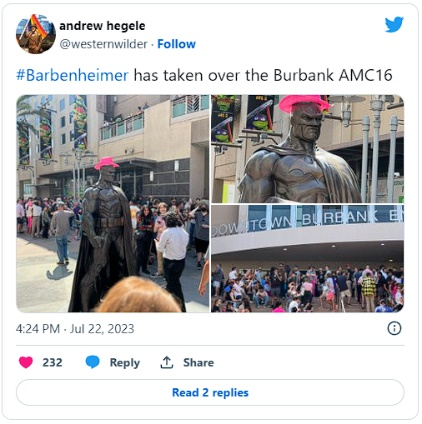 andrew hegele
@westernwilder · Follow
#Barbenheimer has taken over the Burbank AMC16
DOWNTOWN BURBANK
4:24 PM · Jul 22, 2023
232 Reply Share
Read 2 replies